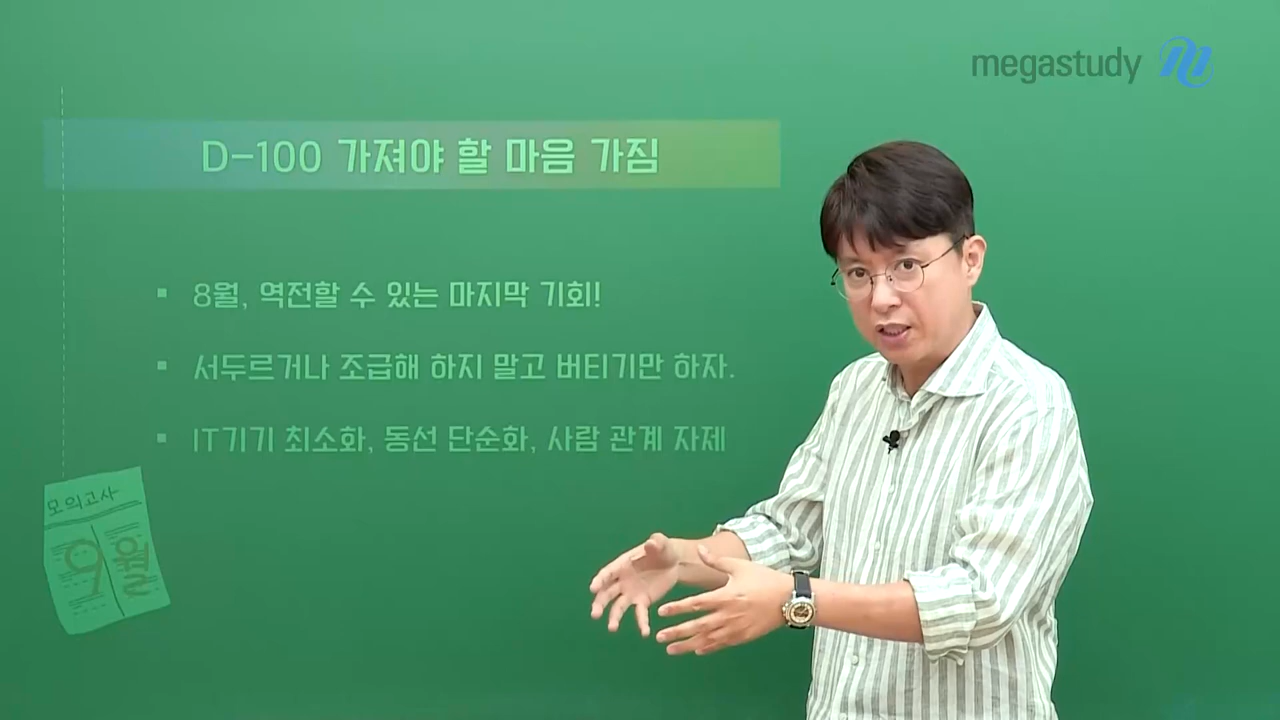 megastudy
D-100 가져야 할 마음 가짐
▪ 8월, 역전할 수 있는 마지막 기회!
▪ 서두르거나 조급해 하지 말고 버티기만 하자.
▪ IT기기 최소화, 동선 단순화, 사람 관계 자제
모의고사
9월